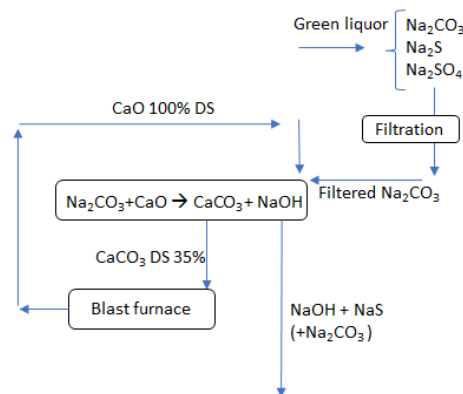 Green liquor
Na₂CO₃
Na₂S
Na₂SO₄
CaO 100% DS
Filtration
Filtered Na₂CO₃
Na₂CO₃+CaO → CaCO₃+ NaOH
CaCO₃ DS 35%
Blast furnace
NaOH + NaS
(+Na₂CO₃)